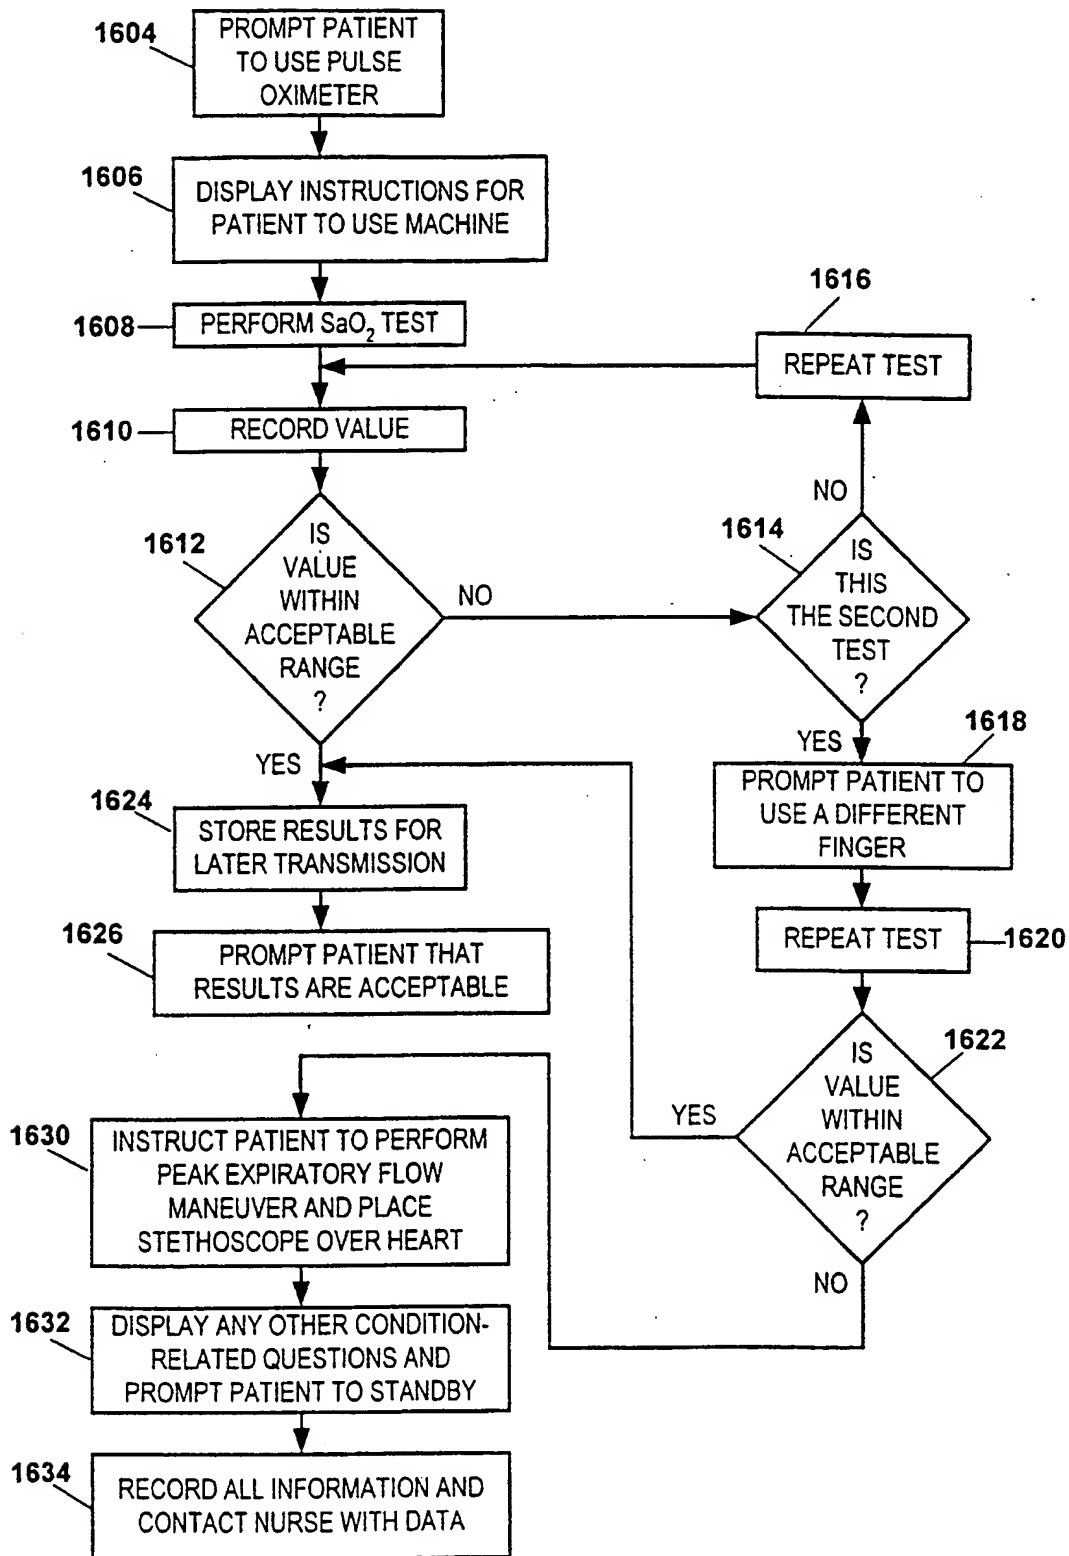 1604
PROMPT PATIENT
TO USE PULSE
OXIMETER
1606
DISPLAY INSTRUCTIONS FOR
PATIENT TO USE MACHINE
1608
PERFORM SaO₂ TEST
1616
REPEAT TEST
1610
RECORD VALUE
1612
IS
VALUE
WITHIN
ACCEPTABLE
RANGE
?
NO
1614
IS
THIS
THE SECOND
TEST
?
NO
YES
YES
1618
PROMPT PATIENT TO
USE A DIFFERENT
FINGER
1624
STORE RESULTS FOR
LATER TRANSMISSION
1620
REPEAT TEST
1626
PROMPT PATIENT THAT
RESULTS ARE ACCEPTABLE
1622
IS
VALUE
WITHIN
ACCEPTABLE
RANGE
?
YES
NO
1630
INSTRUCT PATIENT TO PERFORM
PEAK EXPIRATORY FLOW
MANEUVER AND PLACE
STETHOSCOPE OVER HEART
1632
DISPLAY ANY OTHER CONDITION-
RELATED QUESTIONS AND
PROMPT PATIENT TO STANDBY
1634
RECORD ALL INFORMATION AND
CONTACT NURSE WITH DATA